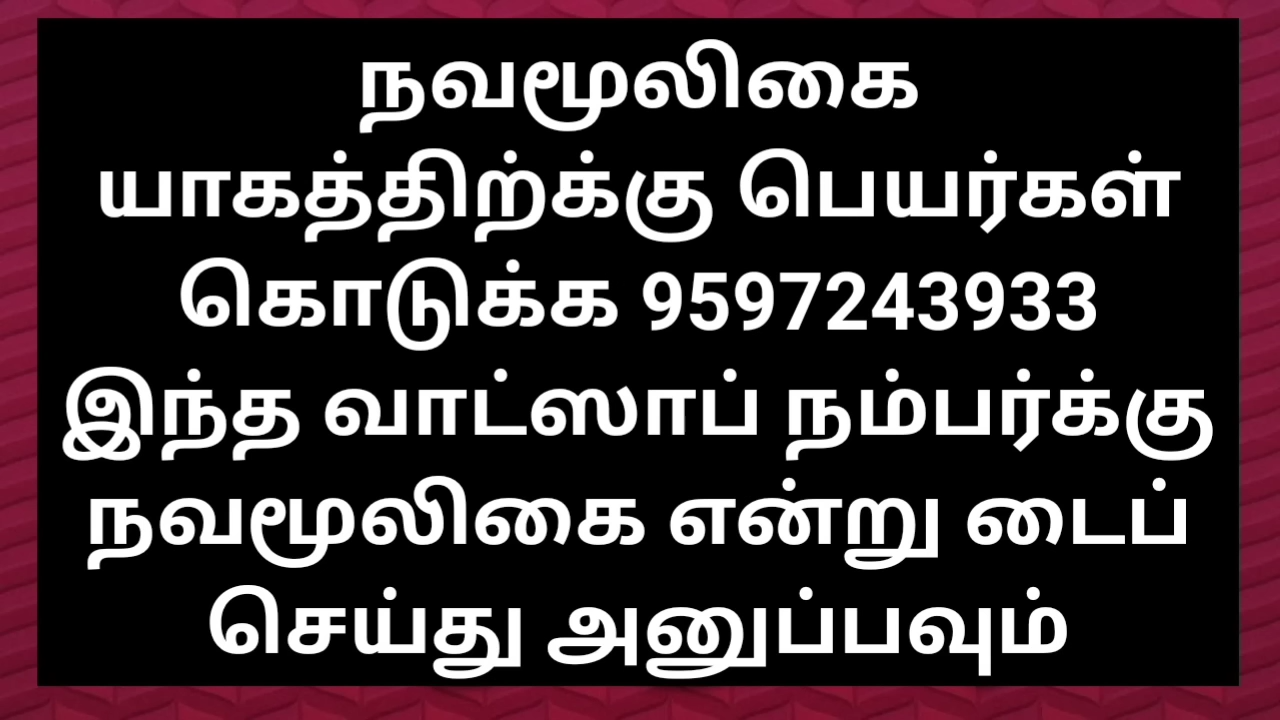 நவமூலிகை
யாகத்திற்க்கு பெயர்கள்
கொடுக்க 9597243933
இந்த வாட்ஸாப் நம்பர்க்கு
நவமூலிகை என்று டைப்
செய்து அனுப்பவும்